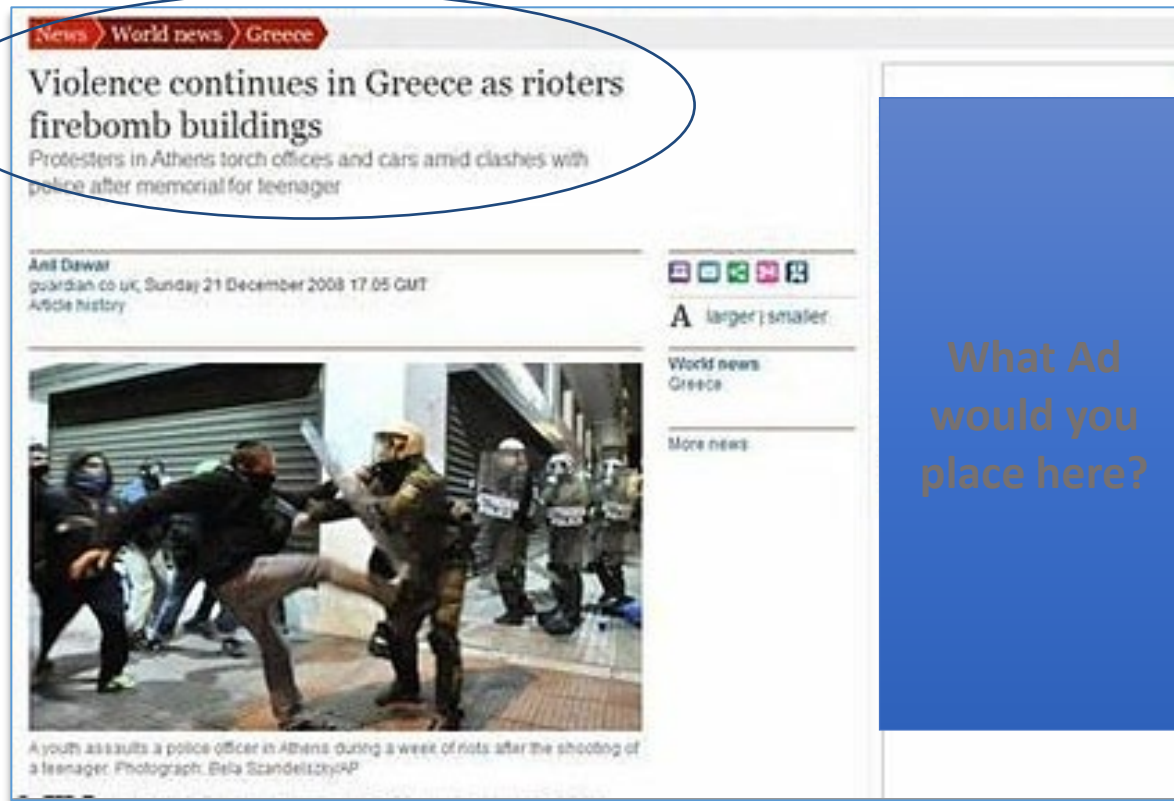 News World news Greece
Violence continues in Greece as rioters
firebomb buildings
Protesters in Athens torch offices and cars amid clashes with
police after memorial for teenager
Anil Dawar
guardian.co.uk, Sunday 21 December 2008 17.05 GMT
Article history
A larger | smaller
World news
Greece
More news
What Ad
would you
place here?
POLICE
A youth assaults a police officer in Athens during a week of riots after the shooting of
a teenager. Photograph: Bela Szandelszky/AP